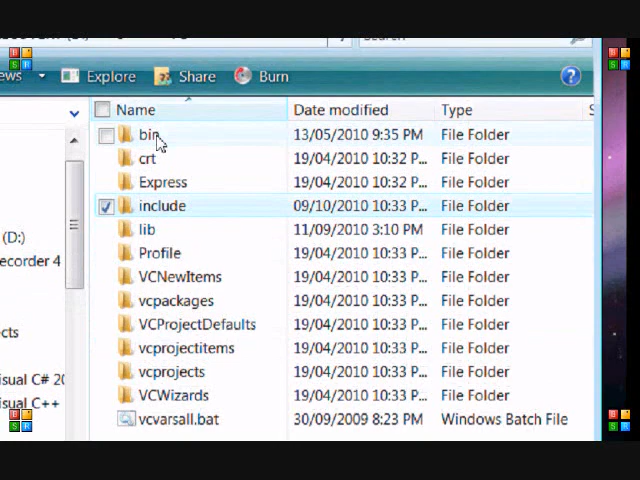 ews Explore Share Burn ?
Name Date modified Type S
bin 13/05/2010 9:35 PM File Folder
crt 19/04/2010 10:32 P... File Folder
Express 19/04/2010 10:32 P... File Folder
include 09/10/2010 10:33 P... File Folder
lib 11/09/2010 3:10 PM File Folder
(D:)
Profile 19/04/2010 10:33 P... File Folder
ecorder 4
VCNewItems 19/04/2010 10:33 P... File Folder
vcpackages 19/04/2010 10:33 P... File Folder
VCProjectDefaults 19/04/2010 10:33 P... File Folder
ects
vcprojectitems 19/04/2010 10:33 P... File Folder
vcprojects 19/04/2010 10:33 P... File Folder
isual C# 20
VCWizards 19/04/2010 10:33 P... File Folder
isual C++
vcvarsall.bat 30/09/2009 8:23 PM Windows Batch File